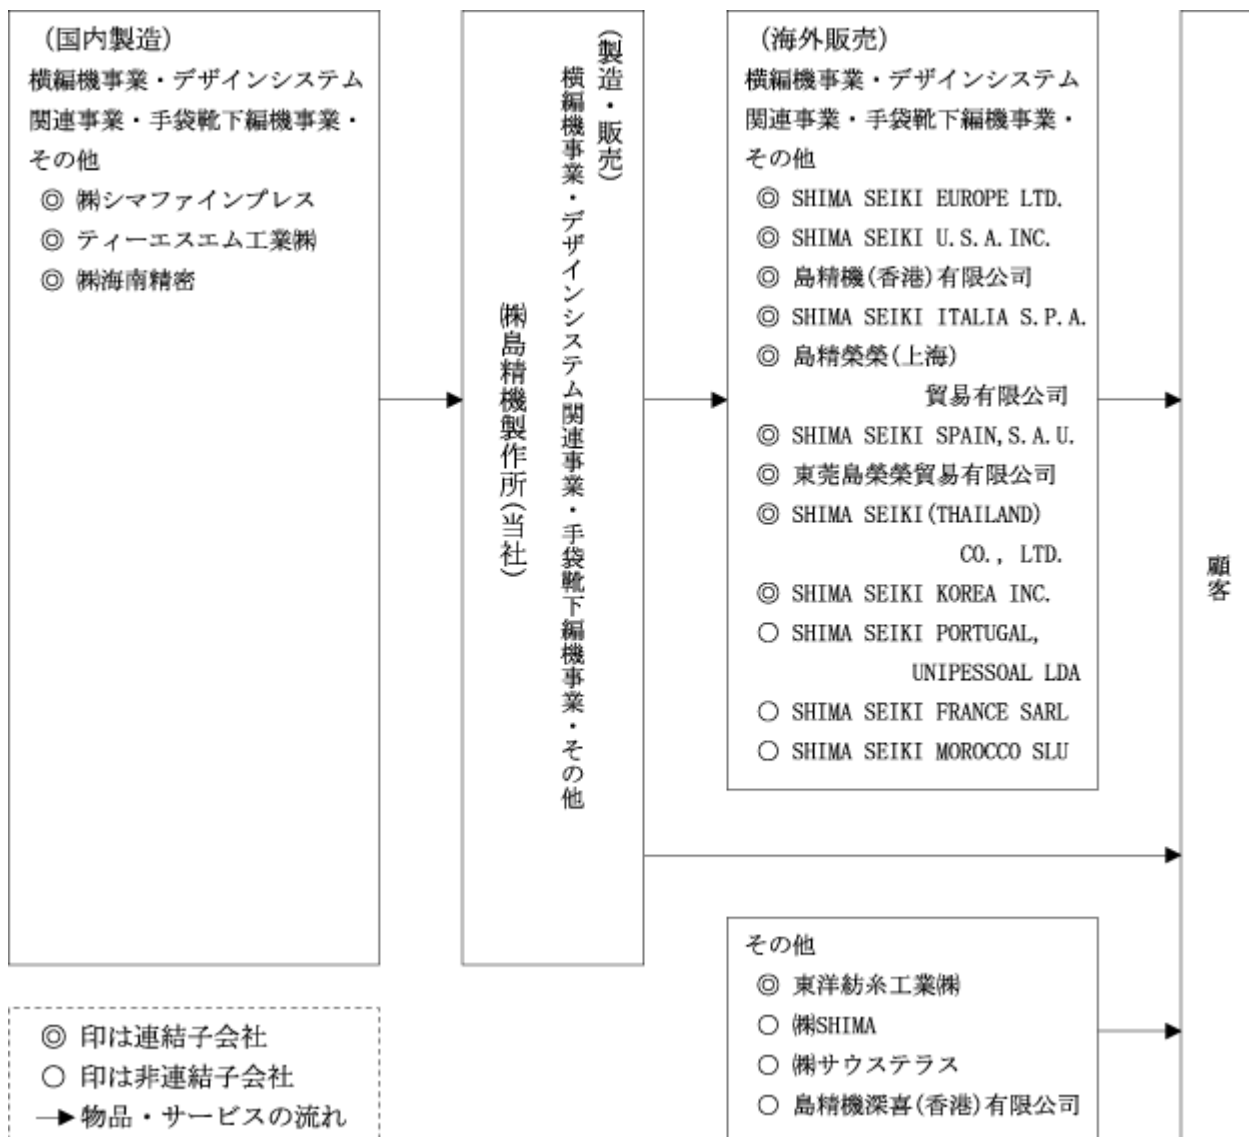 (国内製造)
横編機事業・デザインシステム
関連事業・手袋靴下編機事業・
その他
◎ ㈱シマファインプレス
◎ ティーエスエム工業㈱
◎ ㈱海南精密
(製造・販売)
横編機事業・デザインシステム関連事業・手袋靴下編機事業・その他
㈱島精機製作所(当社)
(海外販売)
横編機事業・デザインシステム
関連事業・手袋靴下編機事業・
その他
◎ SHIMA SEIKI EUROPE LTD.
◎ SHIMA SEIKI U.S.A.INC.
◎ 島精機(香港)有限公司
◎ SHIMA SEIKI ITALIA S.P.A.
◎ 島精榮榮(上海)
貿易有限公司
◎ SHIMA SEIKI SPAIN,S.A.U.
◎ 東莞島榮榮貿易有限公司
◎ SHIMA SEIKI(THAILAND)
CO., LTD.
◎ SHIMA SEIKI KOREA INC.
○ SHIMA SEIKI PORTUGAL,
UNIPESSOAL LDA
○ SHIMA SEIKI FRANCE SARL
○ SHIMA SEIKI MOROCCO SLU
顧客
その他
◎ 東洋紡糸工業㈱
○ ㈱SHIMA
○ ㈱サウステラス
○ 島精機深喜(香港)有限公司
◎ 印は連結子会社
○ 印は非連結子会社
→ 物品・サービスの流れ